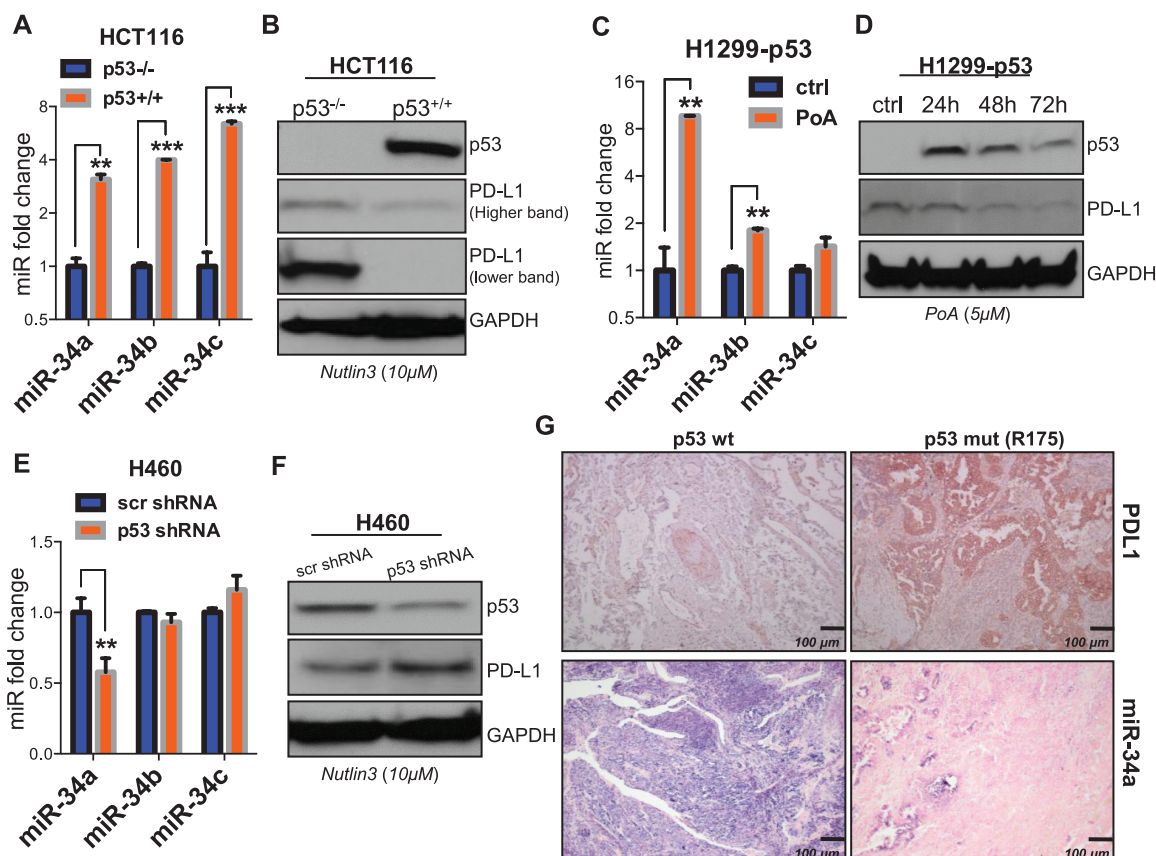 A
HCT116
p53-/-
p53+/+
miR fold change
8
4
2
1
0.5
**
***
***
miR-34a
miR-34b
miR-34c
B
HCT116
p53-/-
p53+/+
p53
PD-L1
(Higher band)
PD-L1
(lower band)
GAPDH
Nutlin3 (10µM)
C
H1299-p53
ctrl
PoA
miR fold change
16
8
4
2
1
0.5
**
**
miR-34a
miR-34b
miR-34c
D
H1299-p53
ctrl 24h 48h 72h
p53
PD-L1
GAPDH
PoA (5µM)
E
H460
scr shRNA
p53 shRNA
miR fold change
1.5
1.0
0.5
0.0
**
miR-34a
miR-34b
miR-34c
F
H460
scr shRNA p53 shRNA
p53
PD-L1
GAPDH
Nutlin3 (10µM)
G
p53 wt
p53 mut (R175)
PDL1
100 µm
100 µm
miR-34a
100 µm
100 µm